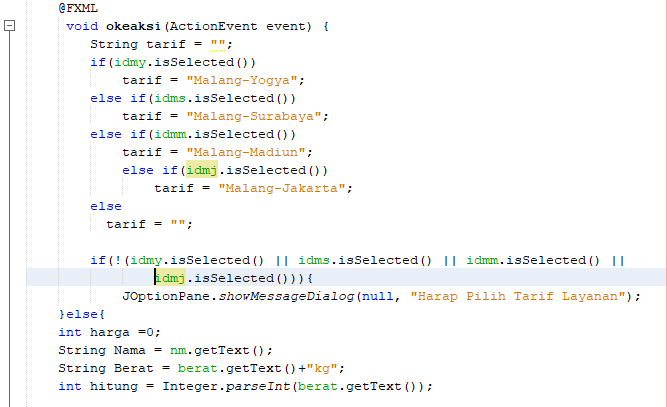 @FXML
void okeaksi(ActionEvent event) {
String tarif = "";
if(idmy.isSelected())
tarif = "Malang-Yogya";
else if(idms.isSelected())
tarif = "Malang-Surabaya";
else if(idmm.isSelected())
tarif = "Malang-Madiun";
else if(idmj.isSelected())
tarif = "Malang-Jakarta";
else
tarif = "";
if(!(idmy.isSelected() || idms.isSelected() || idmm.isSelected() ||
idmj.isSelected())){
JOptionPane.showMessageDialog(null, "Harap Pilih Tarif Layanan");
}else{
int harga =0;
String Nama = nm.getText();
String Berat = berat.getText()+"kg";
int hitung = Integer.parseInt(berat.getText());